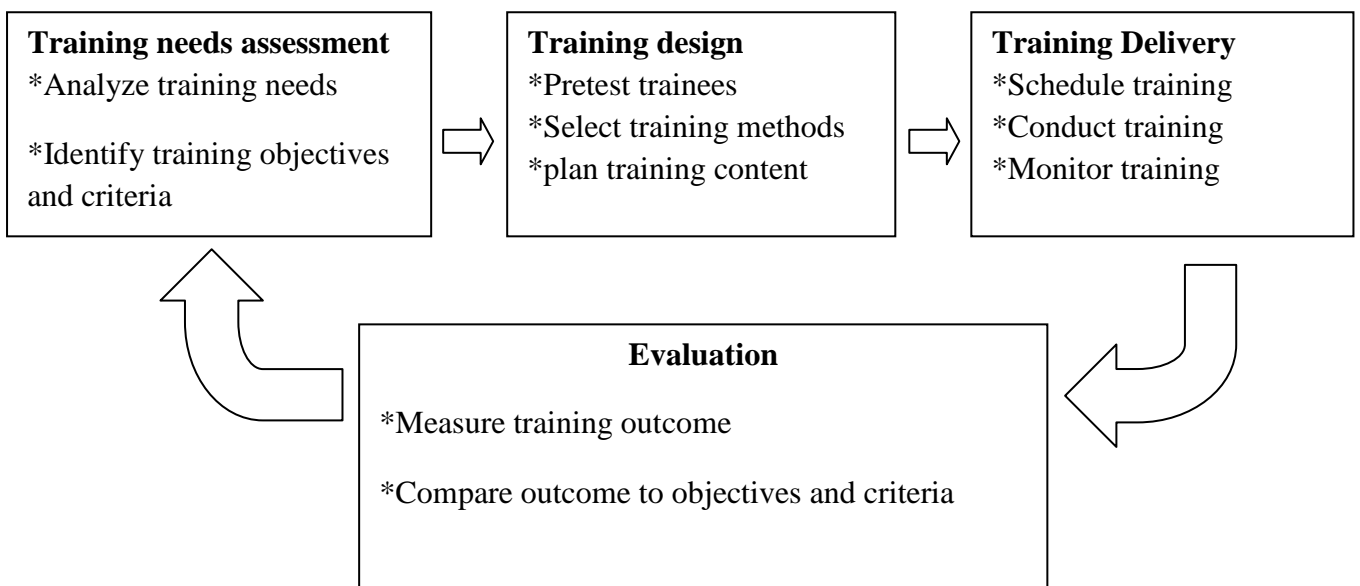 Training needs assessment
*Analyze training needs
*Identify training objectives
and criteria
Training design
*Pretest trainees
*Select training methods
*plan training content
Training Delivery
*Schedule training
*Conduct training
*Monitor training
Evaluation
*Measure training outcome
*Compare outcome to objectives and criteria